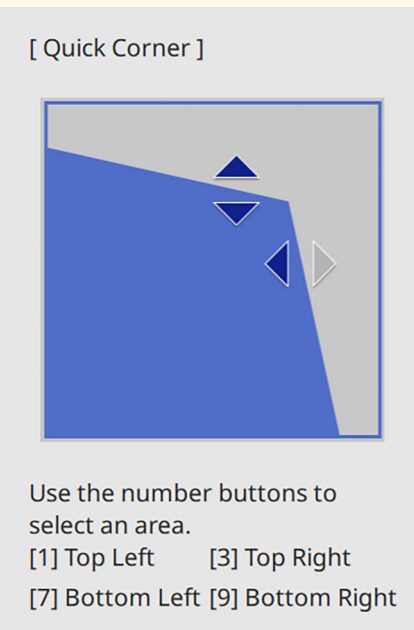 [ Quick Corner ]
Use the number buttons to
select an area.
[1] Top Left [3] Top Right
[7] Bottom Left [9] Bottom Right